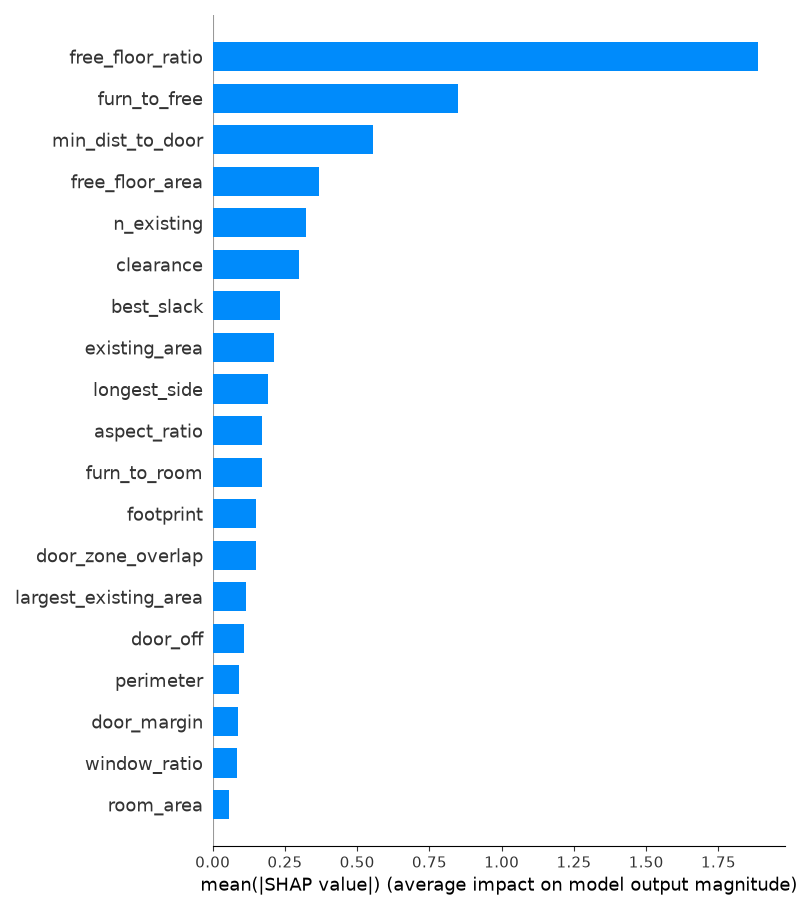 free_floor_ratio
furn_to_free
min_dist_to_door
free_floor_area
n_existing
clearance
best_slack
existing_area
longest_side
aspect_ratio
furn_to_room
footprint
door_zone_overlap
largest_existing_area
door_off
perimeter
door_margin
window_ratio
room_area
0.00 0.25 0.50 0.75 1.00 1.25 1.50 1.75
mean(|SHAP value|) (average impact on model output magnitude)